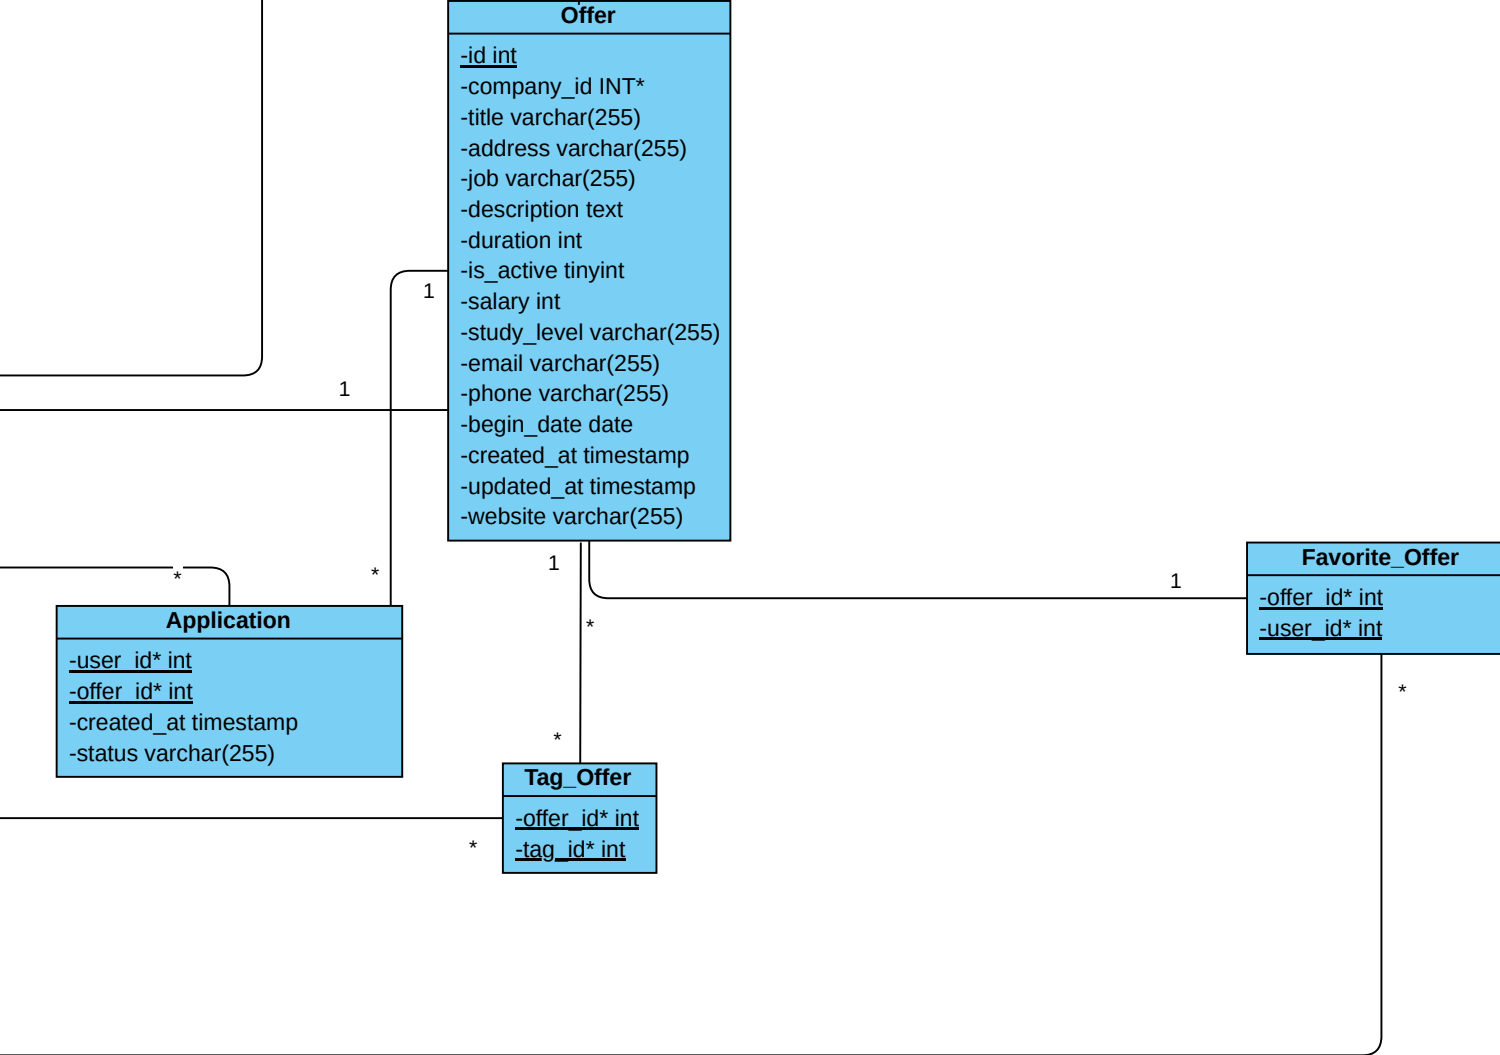 Offer
-id int
-company_id INT*
-title varchar(255)
-address varchar(255)
-job varchar(255)
-description text
-duration int
-is_active tinyint
-salary int
-study_level varchar(255)
-email varchar(255)
-phone varchar(255)
-begin_date date
-created_at timestamp
-updated_at timestamp
-website varchar(255)
1
1
*
*
1
*
1
Favorite_Offer
-offer_id* int
-user_id* int
*
Application
-user_id* int
-offer_id* int
-created_at timestamp
-status varchar(255)
*
Tag_Offer
-offer_id* int
-tag_id* int
*